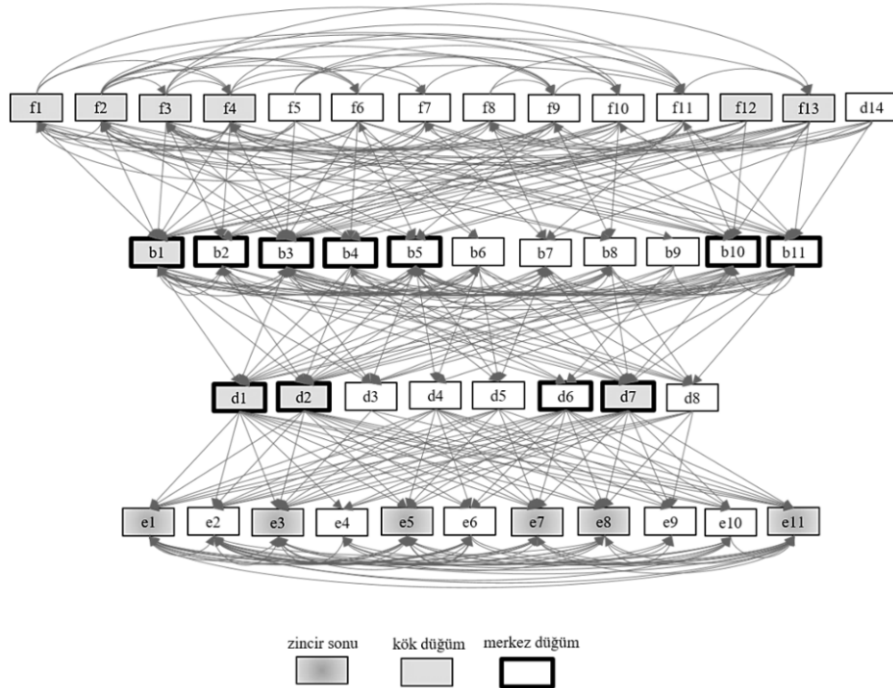 f1 f2 f3 f4 f5 f6 f7 f8 f9 f10 f11 f12 f13 d14
b1 b2 b3 b4 b5 b6 b7 b8 b9 b10 b11
d1 d2 d3 d4 d5 d6 d7 d8
e1 e2 e3 e4 e5 e6 e7 e8 e9 e10 e11
zincir sonu kök düğüm merkez düğüm